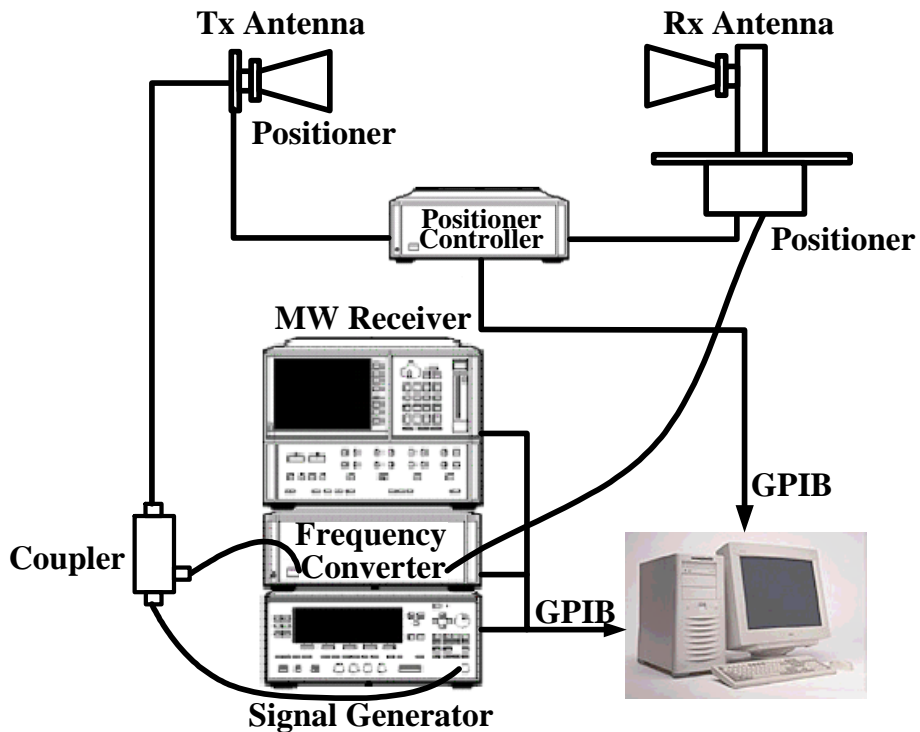 Tx Antenna
Rx Antenna
Positioner
Positioner
Controller
Positioner
MW Receiver
GPIB
Coupler
Frequency
Converter
GPIB
Signal Generator